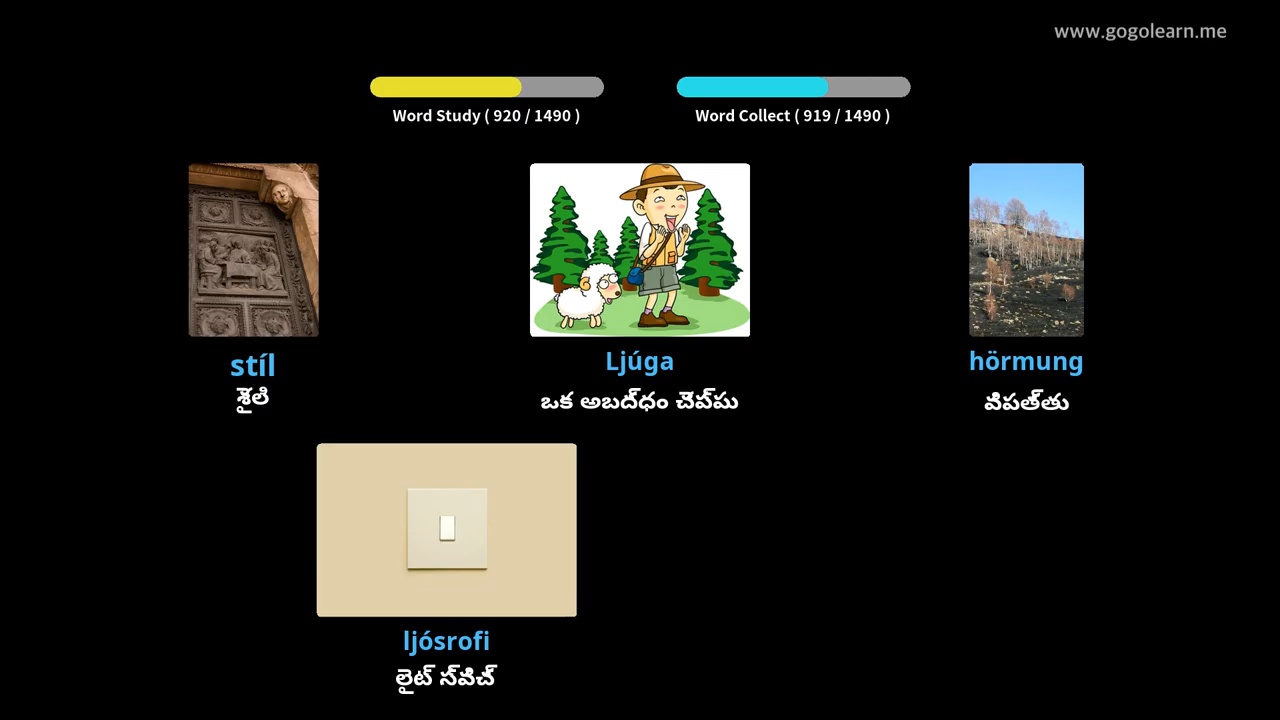 www.gogolearn.me
Word Study ( 920 / 1490 )
Word Collect ( 919 / 1490 )
stíl
శైలి
Ljúga
ఒక అబద్ధం చెప్పు
hörmung
విపత్తు
ljósrofi
లైట్ స్విచ్